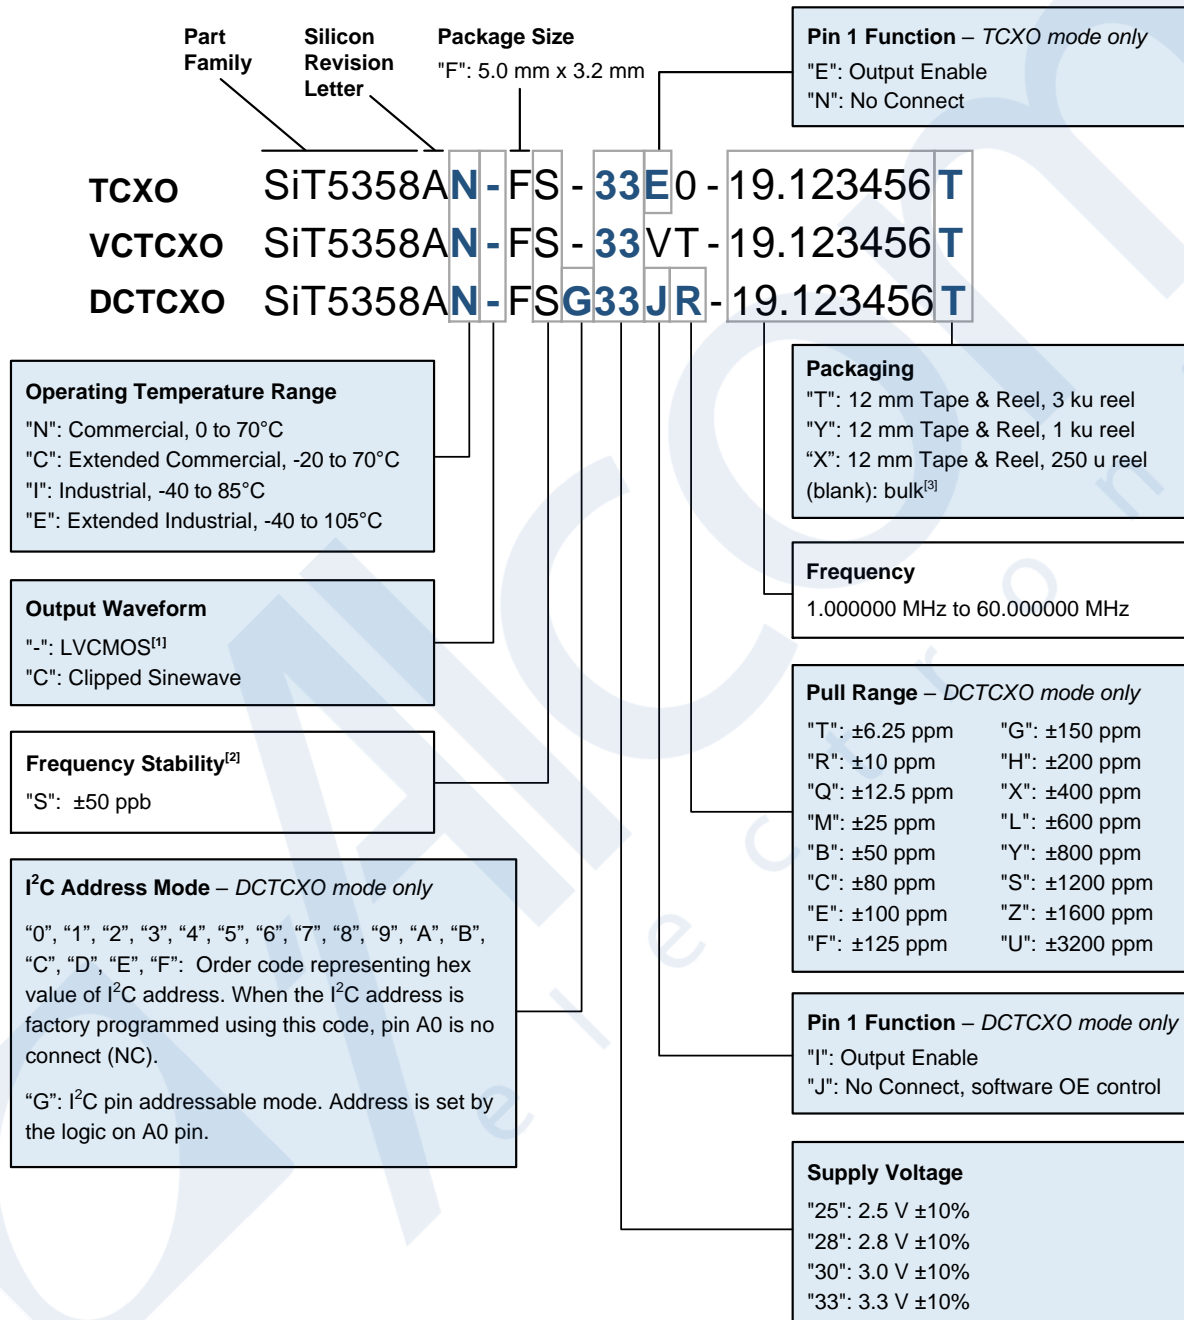 Part Family
Silicon Revision Letter
Package Size
"F": 5.0 mm x 3.2 mm
Pin 1 Function – TCXO mode only
"E": Output Enable
"N": No Connect
TCXO SiT5358AN-FS-33E0-19.123456T
VCTCXO SiT5358AN-FS-33VT-19.123456T
DCTCXO SiT5358AN-FSG33JR-19.123456T
Operating Temperature Range
"N": Commercial, 0 to 70°C
"C": Extended Commercial, -20 to 70°C
"I": Industrial, -40 to 85°C
"E": Extended Industrial, -40 to 105°C
Output Waveform
"-": LVCMOS[1]
"C": Clipped Sinewave
Frequency Stability[2]
"S": ±50 ppb
I2C Address Mode – DCTCXO mode only
“0”, “1”, “2”, “3”, “4”, “5”, “6”, “7”, “8”, “9”, “A”, “B”,
“C”, “D”, “E”, “F”: Order code representing hex
value of I2C address. When the I2C address is
factory programmed using this code, pin A0 is no
connect (NC).
“G”: I2C pin addressable mode. Address is set by
the logic on A0 pin.
Packaging
"T": 12 mm Tape & Reel, 3 ku reel
"Y": 12 mm Tape & Reel, 1 ku reel
“X”: 12 mm Tape & Reel, 250 u reel
(blank): bulk[3]
Frequency
1.000000 MHz to 60.000000 MHz
Pull Range – DCTCXO mode only
"T": ±6.25 ppm "G": ±150 ppm
"R": ±10 ppm "H": ±200 ppm
"Q": ±12.5 ppm "X": ±400 ppm
"M": ±25 ppm "L": ±600 ppm
"B": ±50 ppm "Y": ±800 ppm
"C": ±80 ppm "S": ±1200 ppm
"E": ±100 ppm "Z": ±1600 ppm
"F": ±125 ppm "U": ±3200 ppm
Pin 1 Function – DCTCXO mode only
"I": Output Enable
"J": No Connect, software OE control
Supply Voltage
"25": 2.5 V ±10%
"28": 2.8 V ±10%
"30": 3.0 V ±10%
"33": 3.3 V ±10%